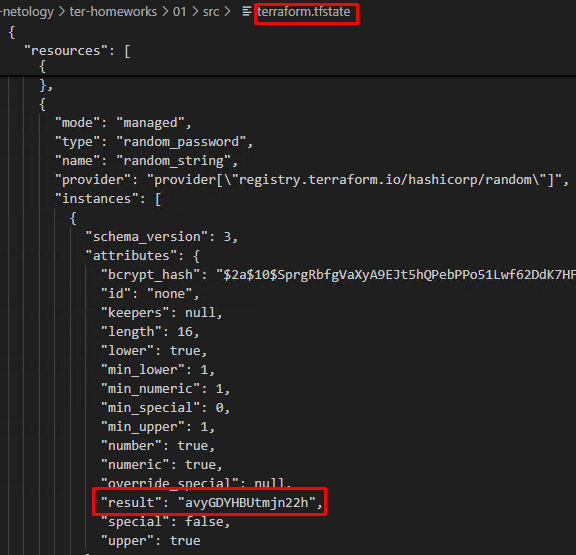 -netology > ter-homeworks > 01 > src > terraform.tfstate
{
"resources": [
{
},
{
"mode": "managed",
"type": "random_password",
"name": "random_string",
"provider": "provider[\"registry.terraform.io/hashicorp/random\"]",
"instances": [
{
"schema_version": 3,
"attributes": {
"bcrypt_hash": "$2a$10$SprgRbfgVaXyA9EJt5hQPebPPo51Lwf62DdK7HF
"id": "none",
"keepers": null,
"length": 16,
"lower": true,
"min_lower": 1,
"min_numeric": 1,
"min_special": 0,
"min_upper": 1,
"number": true,
"numeric": true,
"override_special": null,
"result": "avyGDYHBUtmjn22h",
"special": false,
"upper": true